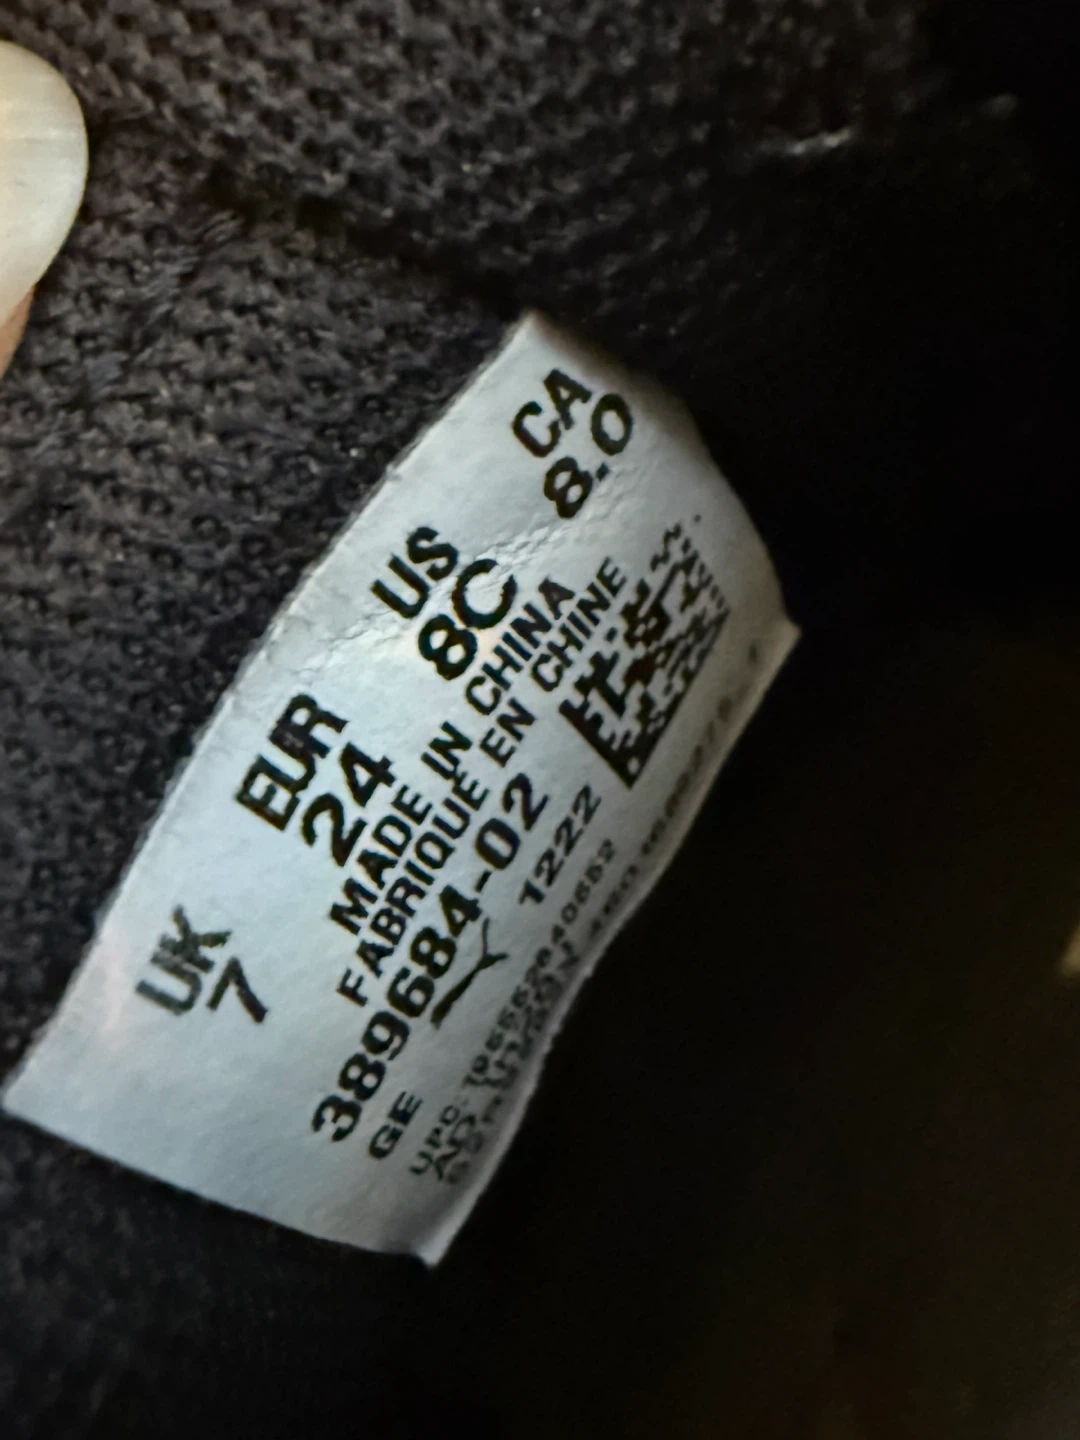 UK EUR US CA
7 24 8C 8.0
MADE IN CHINA
FABRIQUÉ EN CHINE
389684-02
GE 1222
UPC: